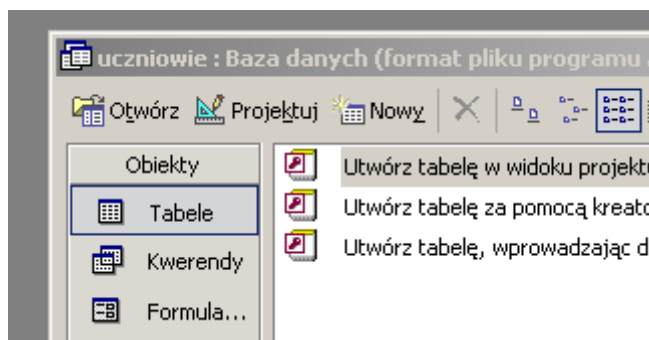 uczniowie : Baza danych (format pliku programu
Otwórz Projektuj Nowy
Obiekty
Tabele
Kwerendy
Formula...
Utwórz tabelę w widoku projektu
Utwórz tabelę za pomocą kreato
Utwórz tabelę, wprowadzając d